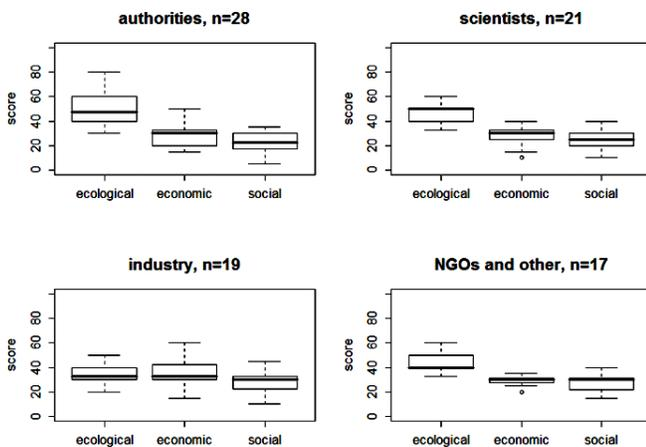 authorities, n=28
score
80
60
40
20
0
ecological economic social
scientists, n=21
score
80
60
40
20
0
ecological economic social
industry, n=19
score
80
60
40
20
0
ecological economic social
NGOs and other, n=17
score
80
60
40
20
0
ecological economic social